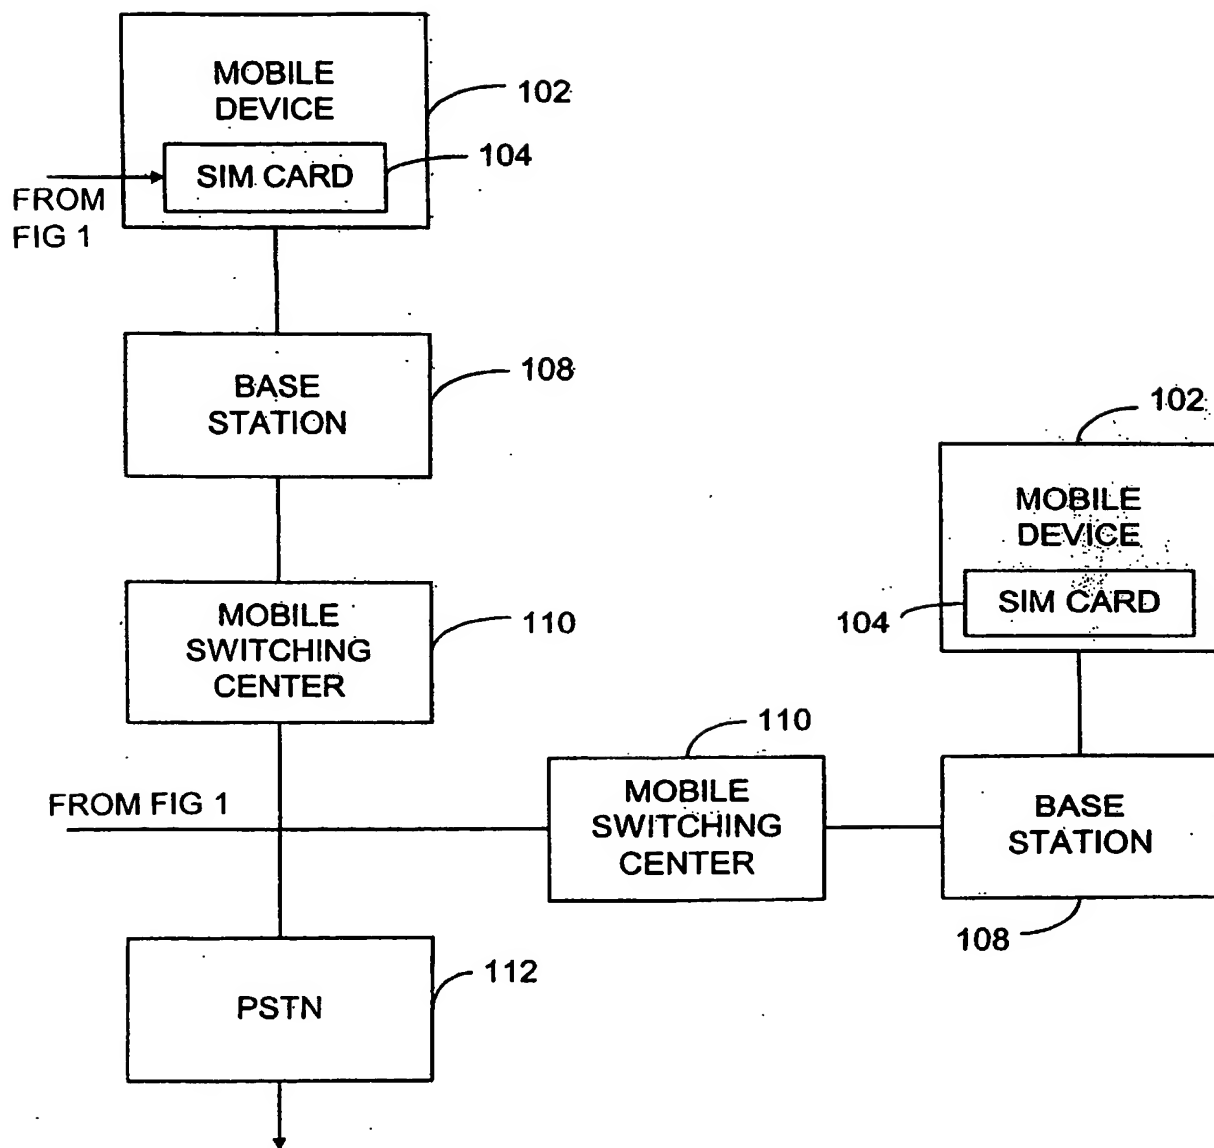 MOBILE
DEVICE
102
SIM CARD
104
FROM
FIG 1
BASE
STATION
108
MOBILE
SWITCHING
CENTER
110
102
MOBILE
DEVICE
SIM CARD
104
FROM FIG 1
110
MOBILE
SWITCHING
CENTER
BASE
STATION
108
PSTN
112